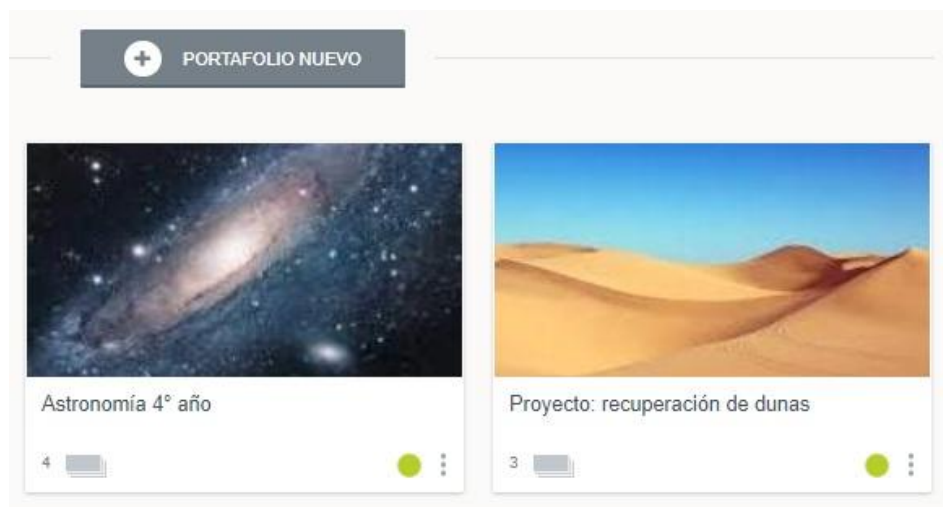 PORTAFOLIO NUEVO
Astronomía 4° año
Proyecto: recuperación de dunas
4
3